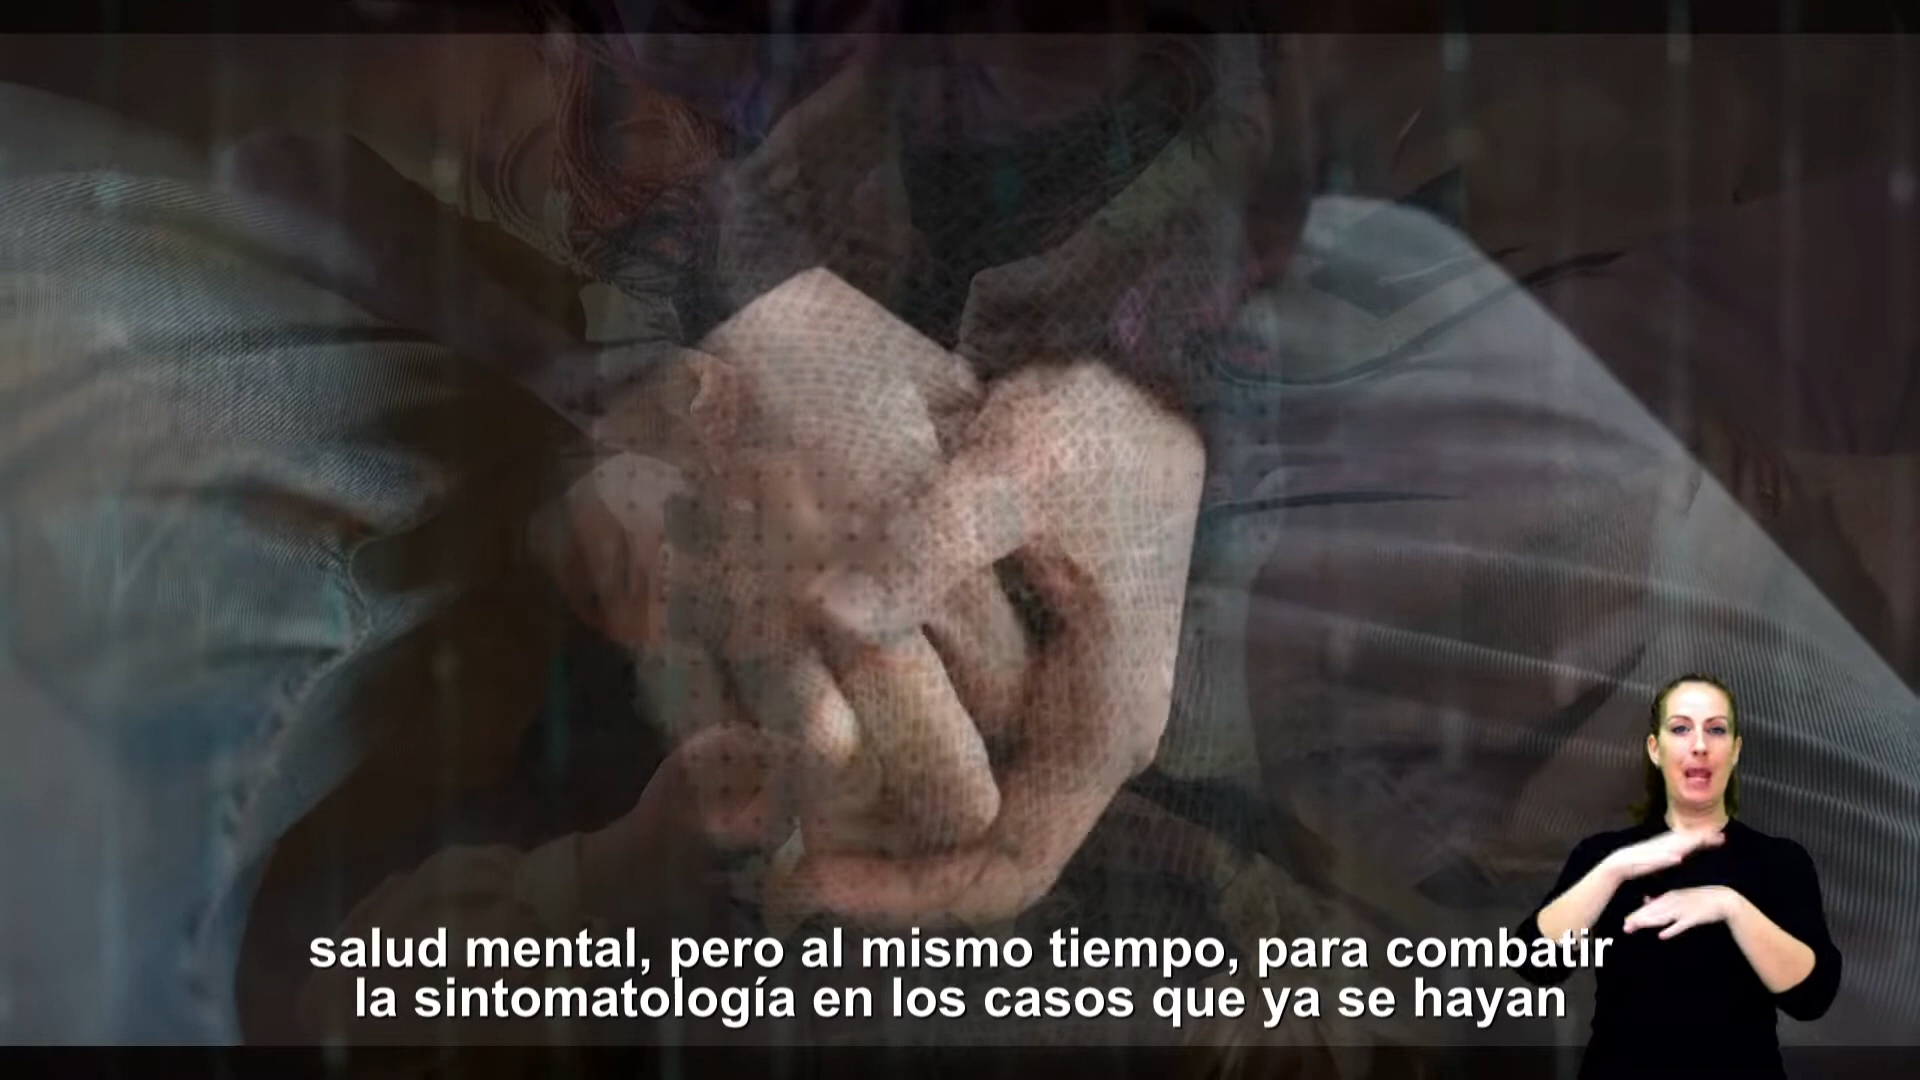 salud mental, pero al mismo tiempo, para combatir
la sintomatología en los casos que ya se hayan